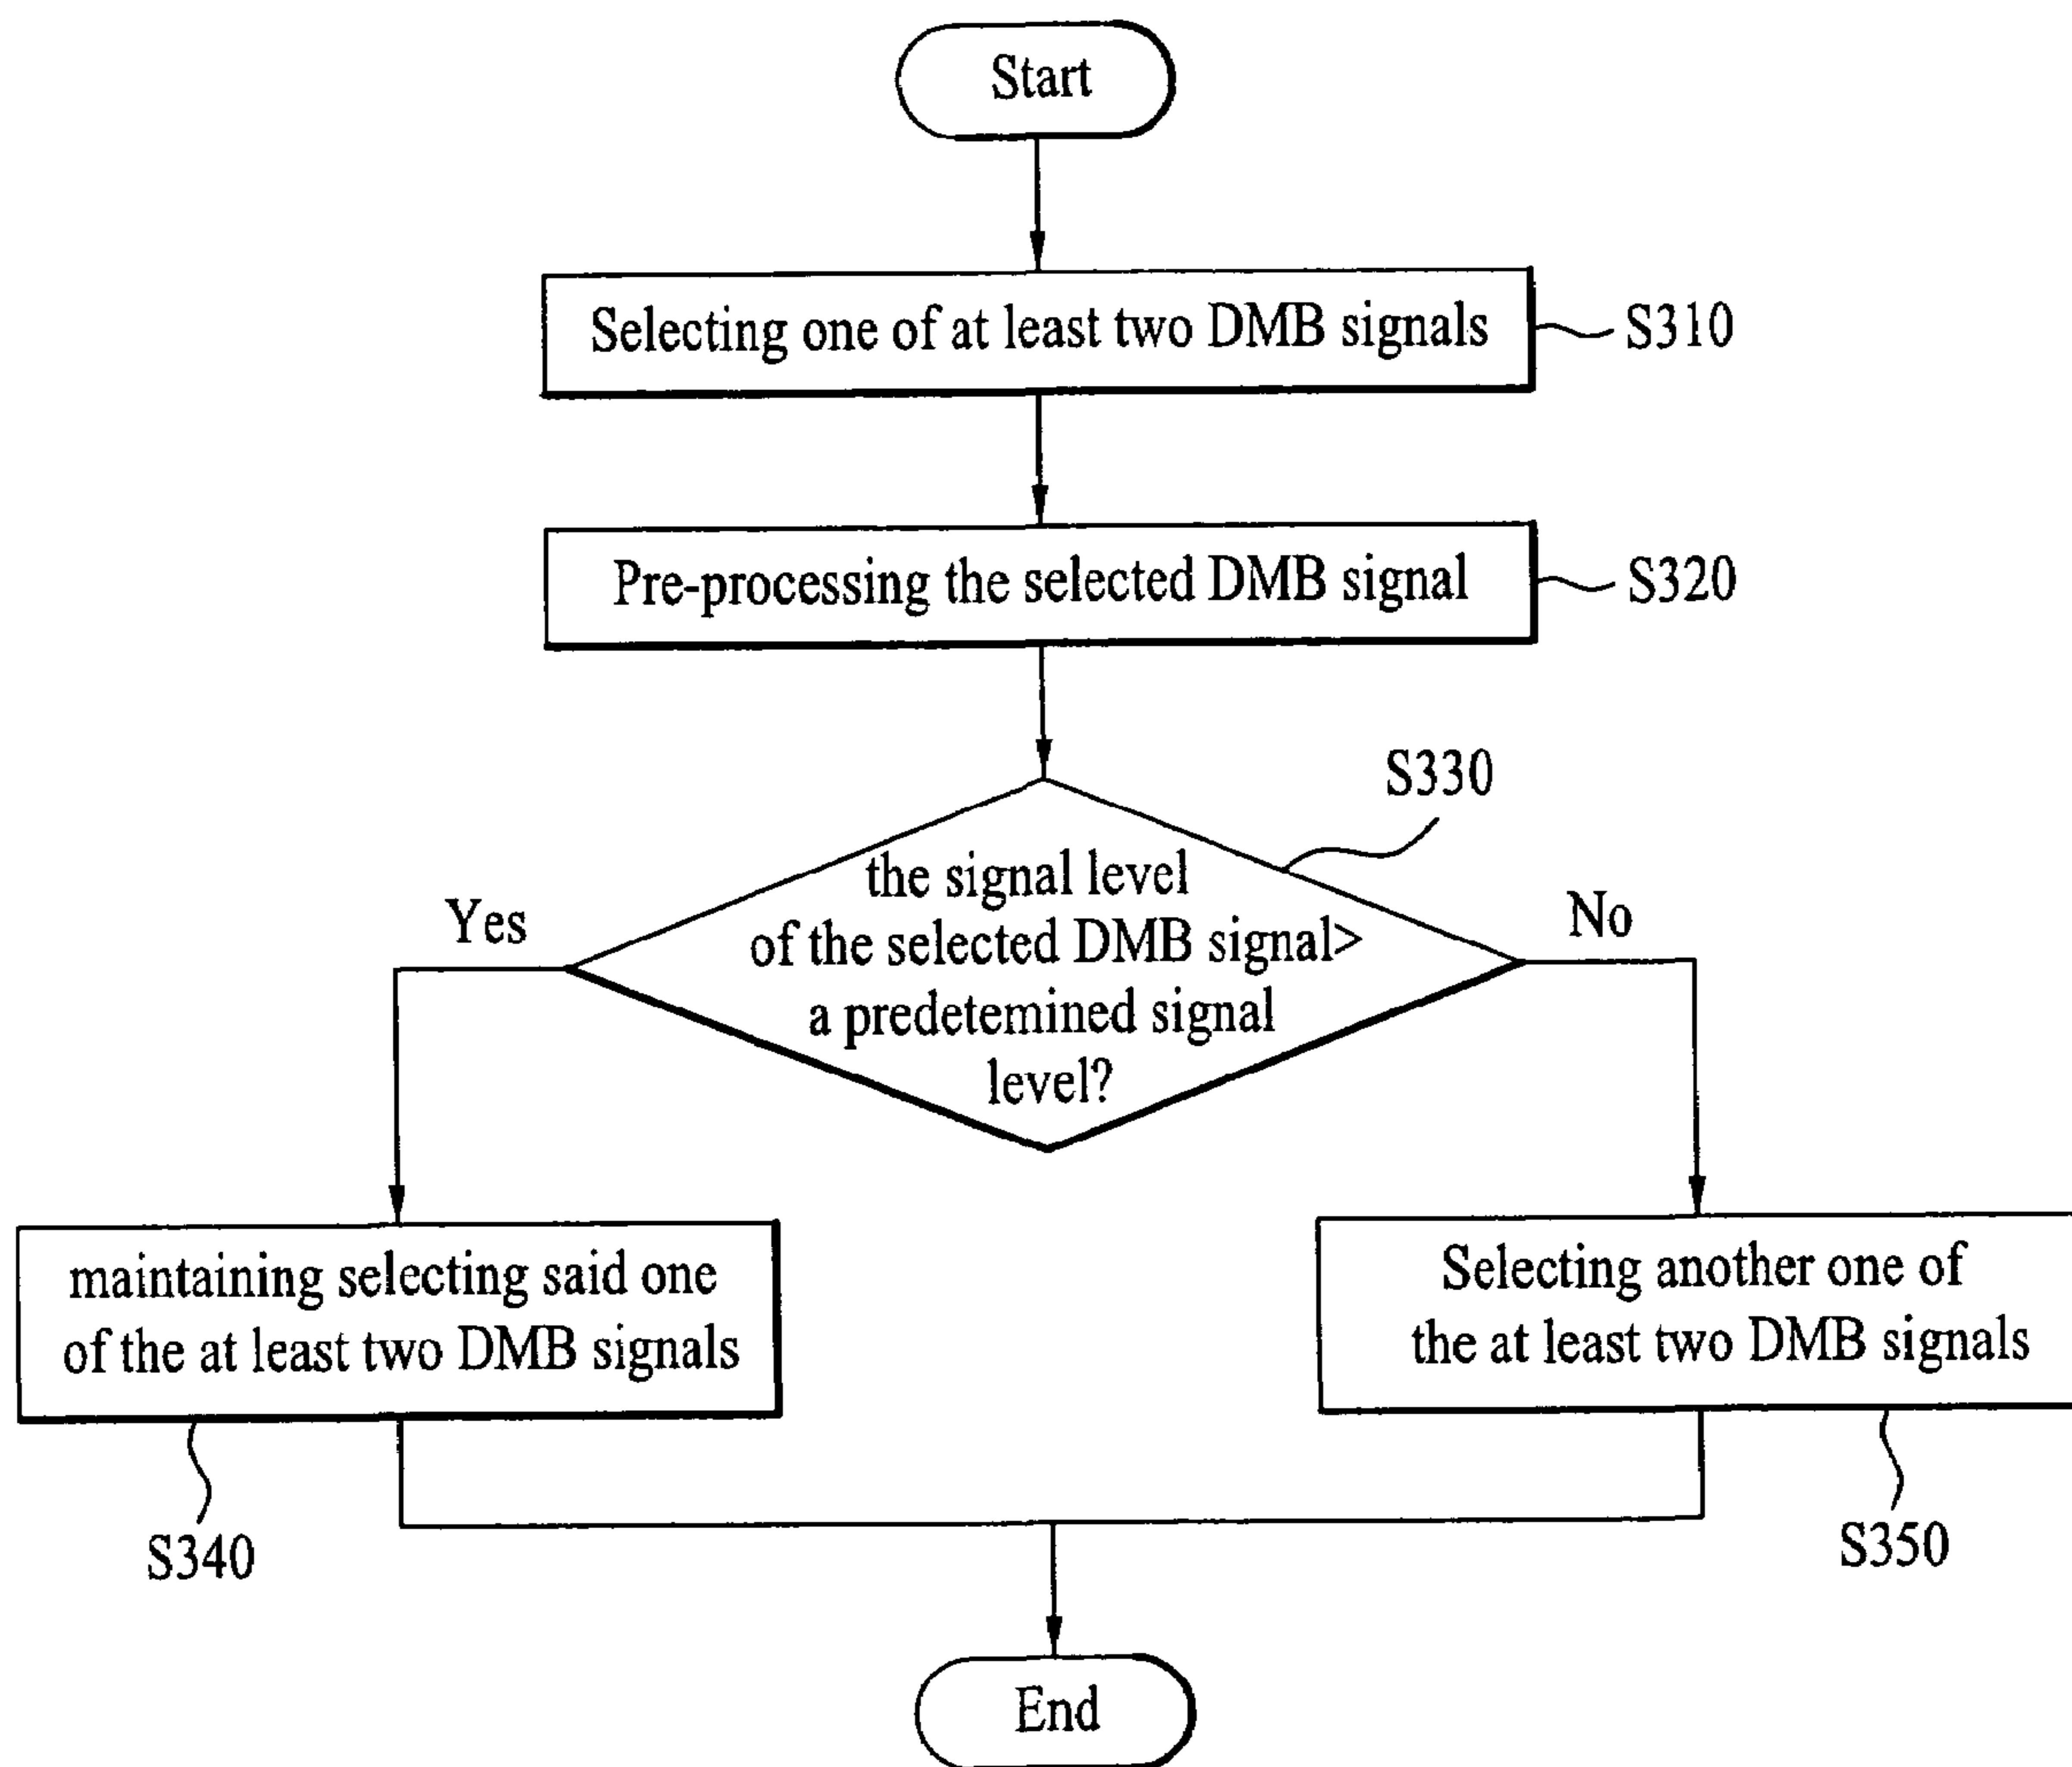 Start
Selecting one of at least two DMB signals
S310
Pre-processing the selected DMB signal
S320
S330
the signal level
of the selected DMB signal>
a predetemined signal
level?
Yes
No
maintaining selecting said one
of the at least two DMB signals
S340
Selecting another one of
the at least two DMB signals
S350
End